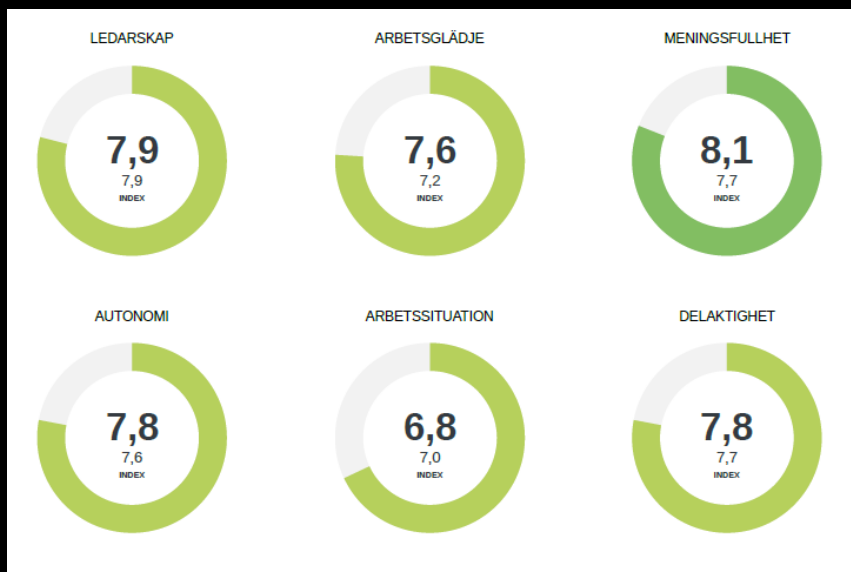 LEDARSKAP
7,9
7,9
INDEX
ARBETSGLÄDJE
7,6
7,2
INDEX
MENINGSFULLHET
8,1
7,7
INDEX
AUTONOMI
7,8
7,6
INDEX
ARBETSSITUATION
6,8
7,0
INDEX
DELAKTIGHET
7,8
7,7
INDEX